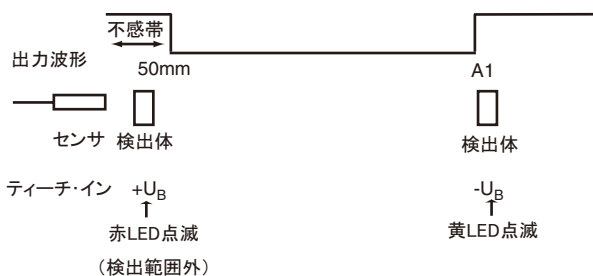 不感帯
出力波形
50mm
A1
センサ 検出体
検出体
ティーチ・イン +UB
-UB
赤LED点滅
黄LED点滅
（検出範囲外）